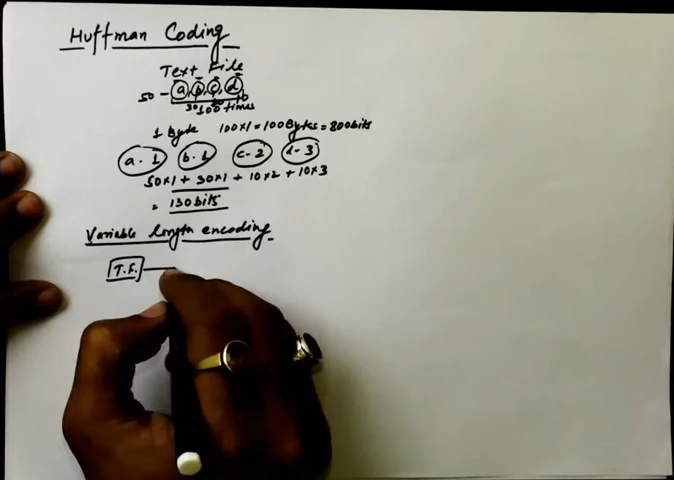 Huffman Coding
Text File
50 - a, b, c, d
30 10 10
100 times
1 Byte 100×1 = 100 Bytes = 800 bits
a - 1 b - 1 c - 2 d - 3
50×1 + 30×1 + 10×2 + 10×3
= 130 bits
Variable length encoding
T.F.